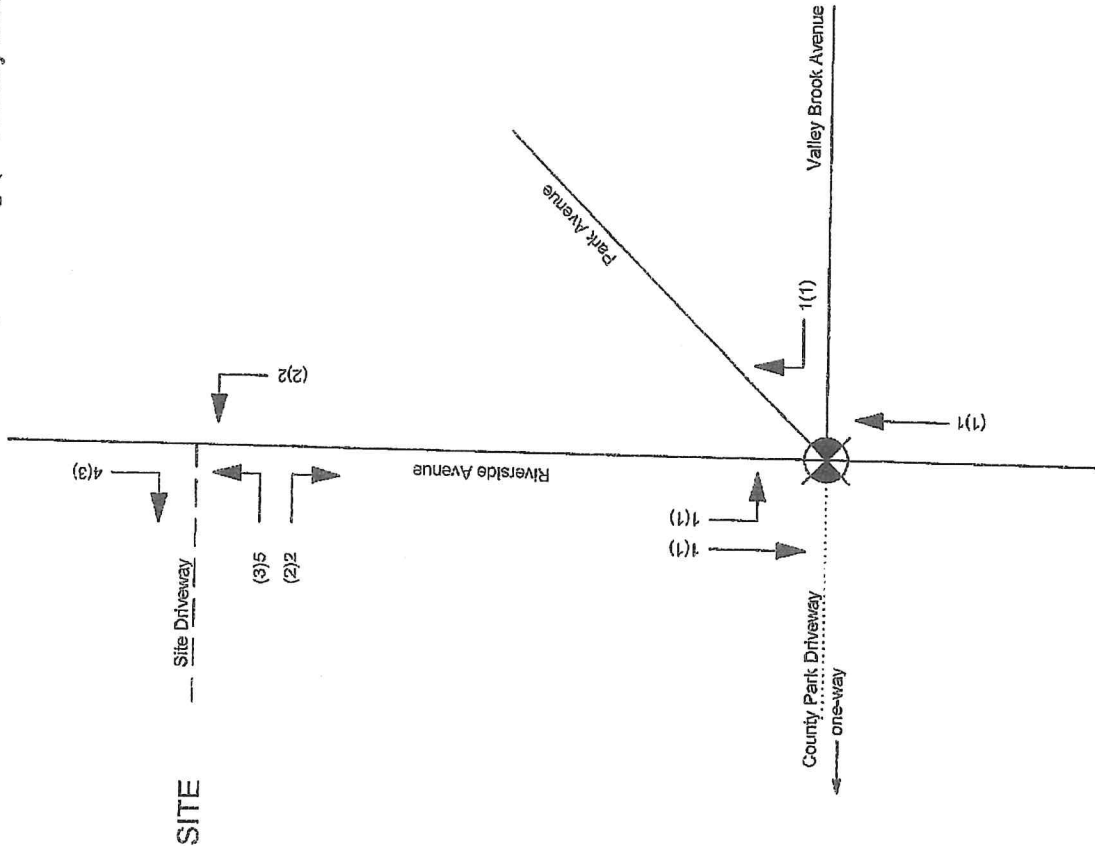 SITE
Site Driveway
4(3)
(2)2
(3)5
(2)2
Riverside Avenue
Park Avenue
Valley Brook Avenue
1(1)
1(1)
1(1)
(1)1
County Park Driveway
one-way